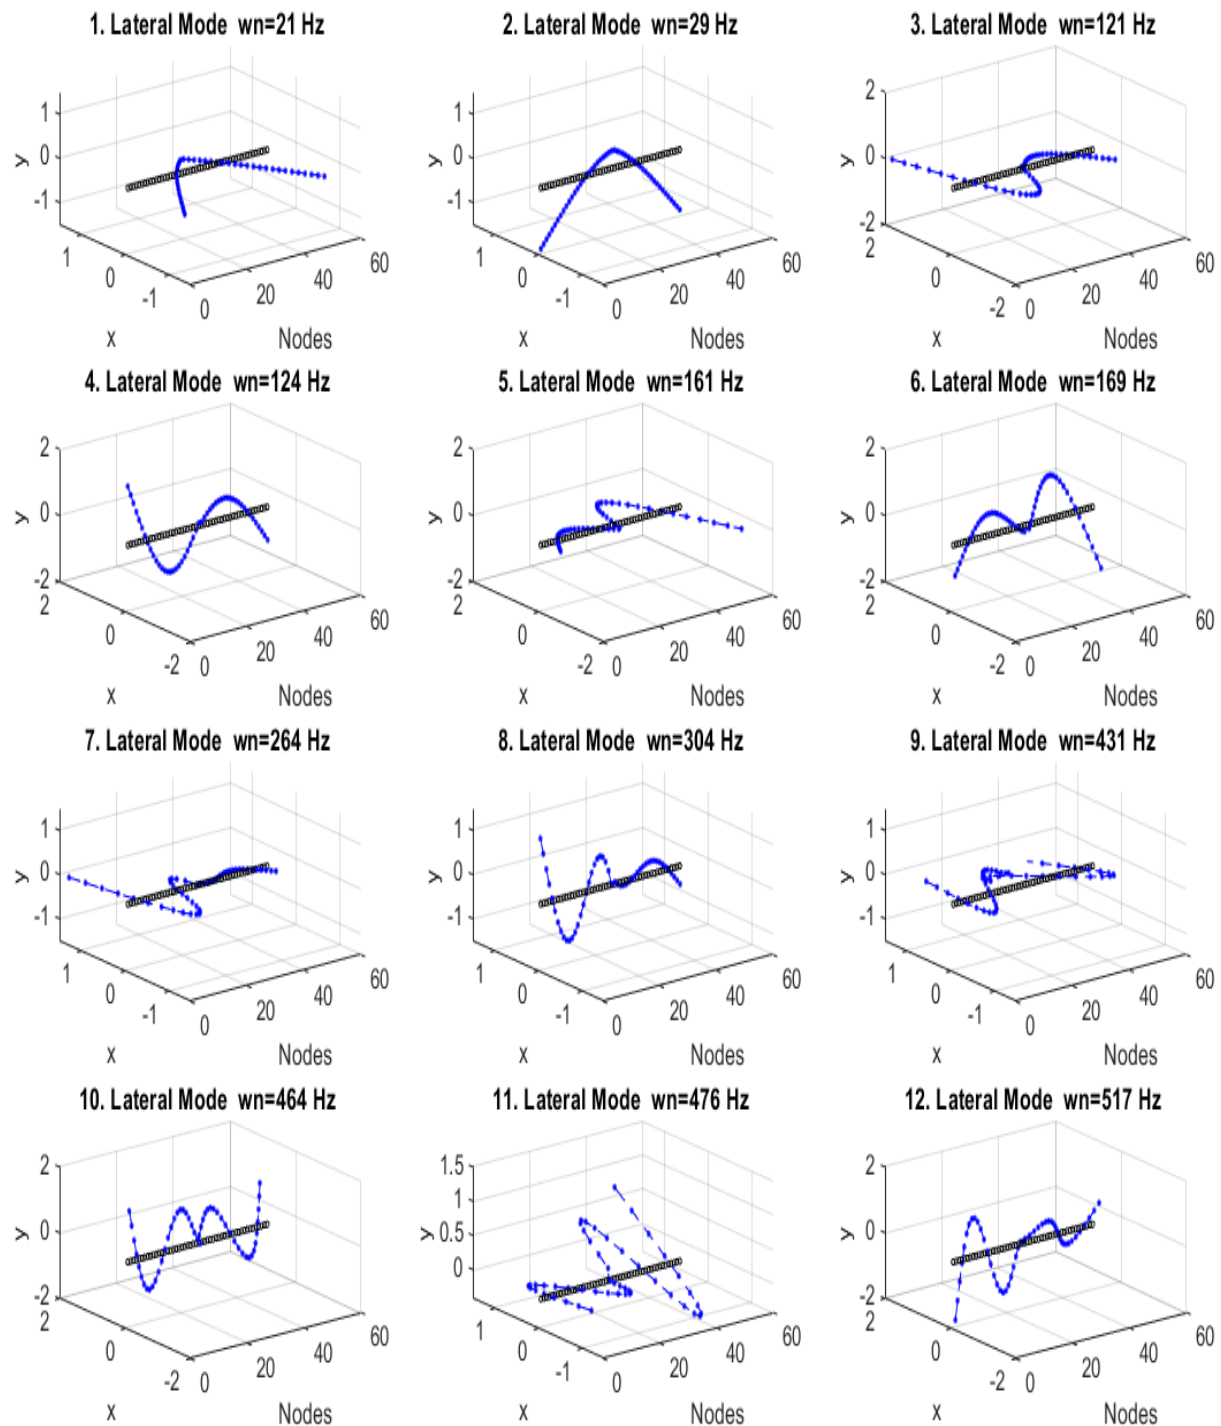 1. Lateral Mode wn=21 Hz
2. Lateral Mode wn=29 Hz
3. Lateral Mode wn=121 Hz
1
0
-1
y
1
0
-1
x
0
20
40
60
Nodes
1
0
-1
y
1
0
-1
x
0
20
40
60
Nodes
2
0
-2
y
2
0
-2
x
0
20
40
60
Nodes
4. Lateral Mode wn=124 Hz
5. Lateral Mode wn=161 Hz
6. Lateral Mode wn=169 Hz
2
0
-2
y
2
0
-2
x
0
20
40
60
Nodes
2
0
-2
y
2
0
-2
x
0
20
40
60
Nodes
2
0
-2
y
2
0
-2
x
0
20
40
60
Nodes
7. Lateral Mode wn=264 Hz
8. Lateral Mode wn=304 Hz
9. Lateral Mode wn=431 Hz
1
0
-1
y
1
0
-1
x
0
20
40
60
Nodes
1
0
-1
y
1
0
-1
x
0
20
40
60
Nodes
1
0
-1
y
1
0
-1
x
0
20
40
60
Nodes
10. Lateral Mode wn=464 Hz
11. Lateral Mode wn=476 Hz
12. Lateral Mode wn=517 Hz
2
0
-2
y
2
0
-2
x
0
20
40
60
Nodes
1.5
1
0.5
0
y
1
0
-1
x
0
20
40
60
Nodes
2
0
-2
y
2
0
-2
x
0
20
40
60
Nodes